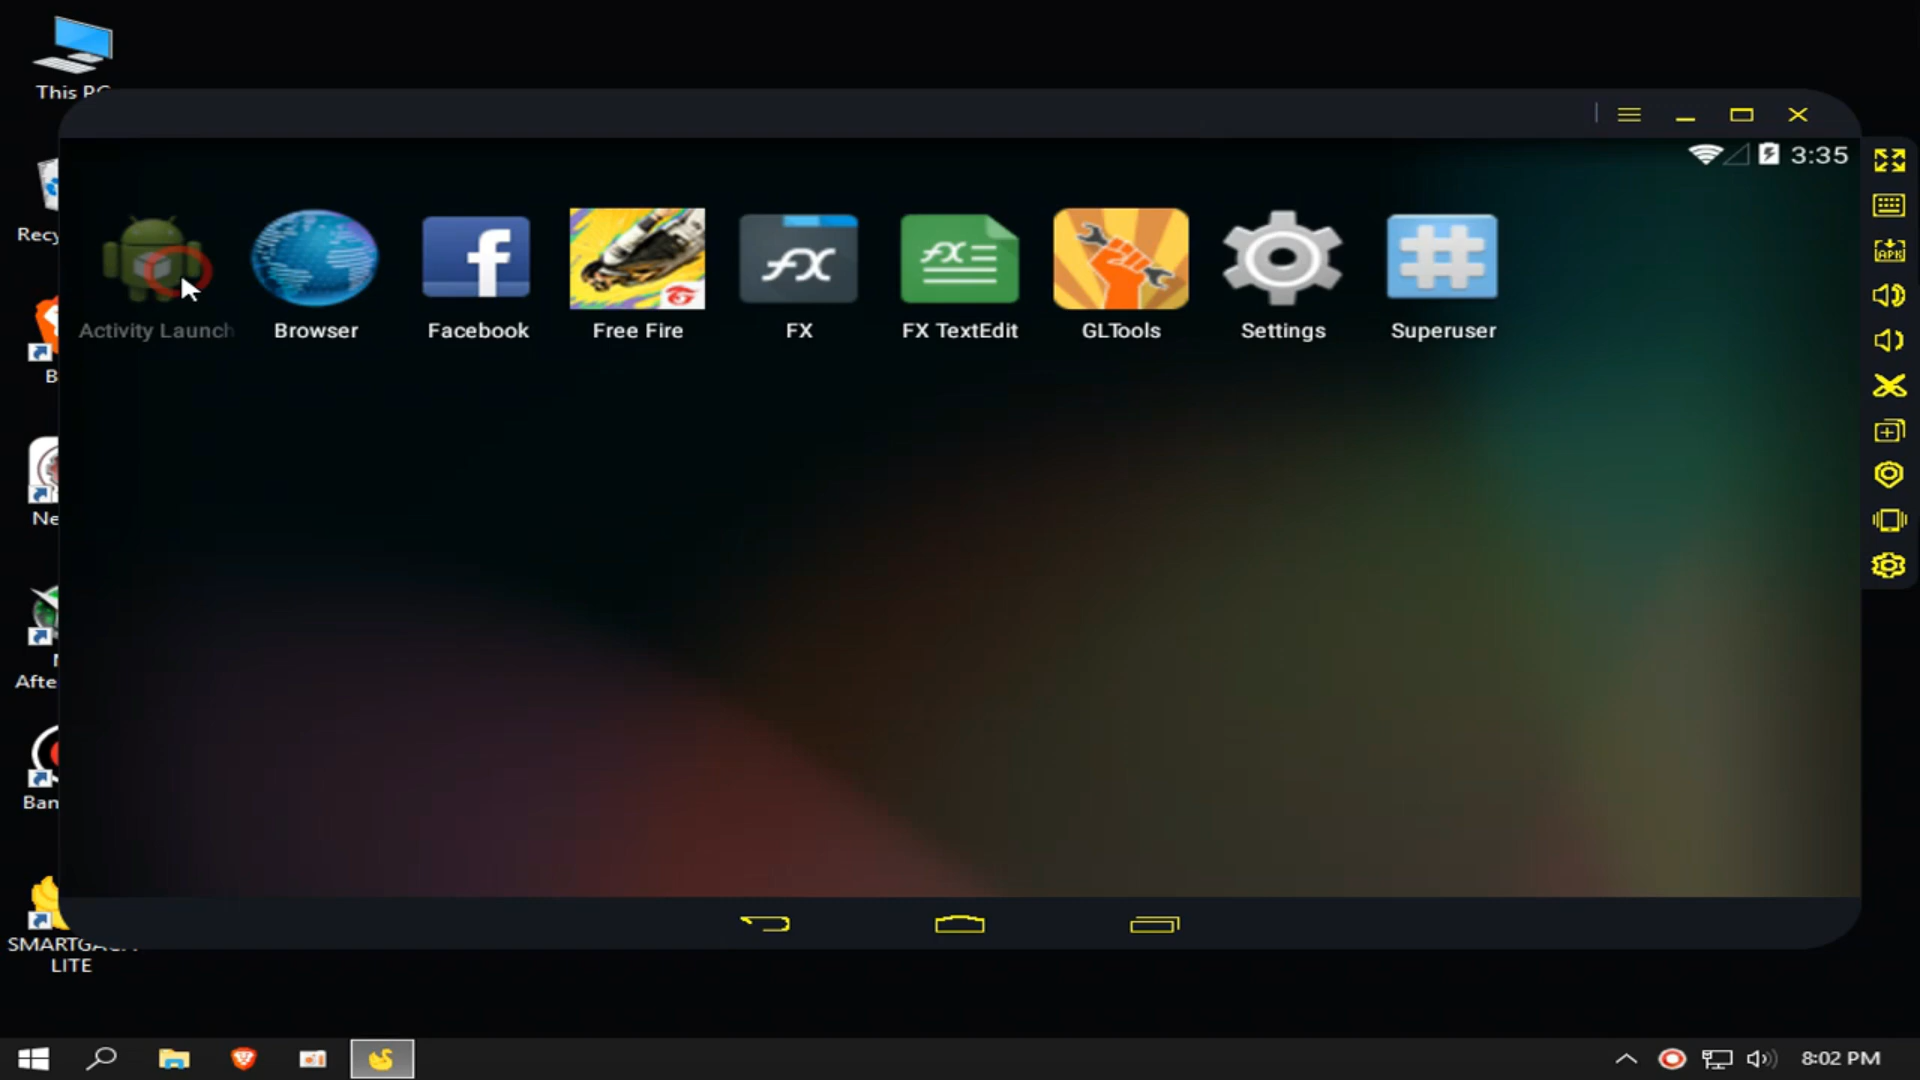 This PC
3:35
Recy
Activity Launch
Browser
Facebook
Free Fire
FX
FX TextEdit
GLTools
Settings
Superuser
APK
B
Ne
Afte
Ban
LITE
8:02 PM